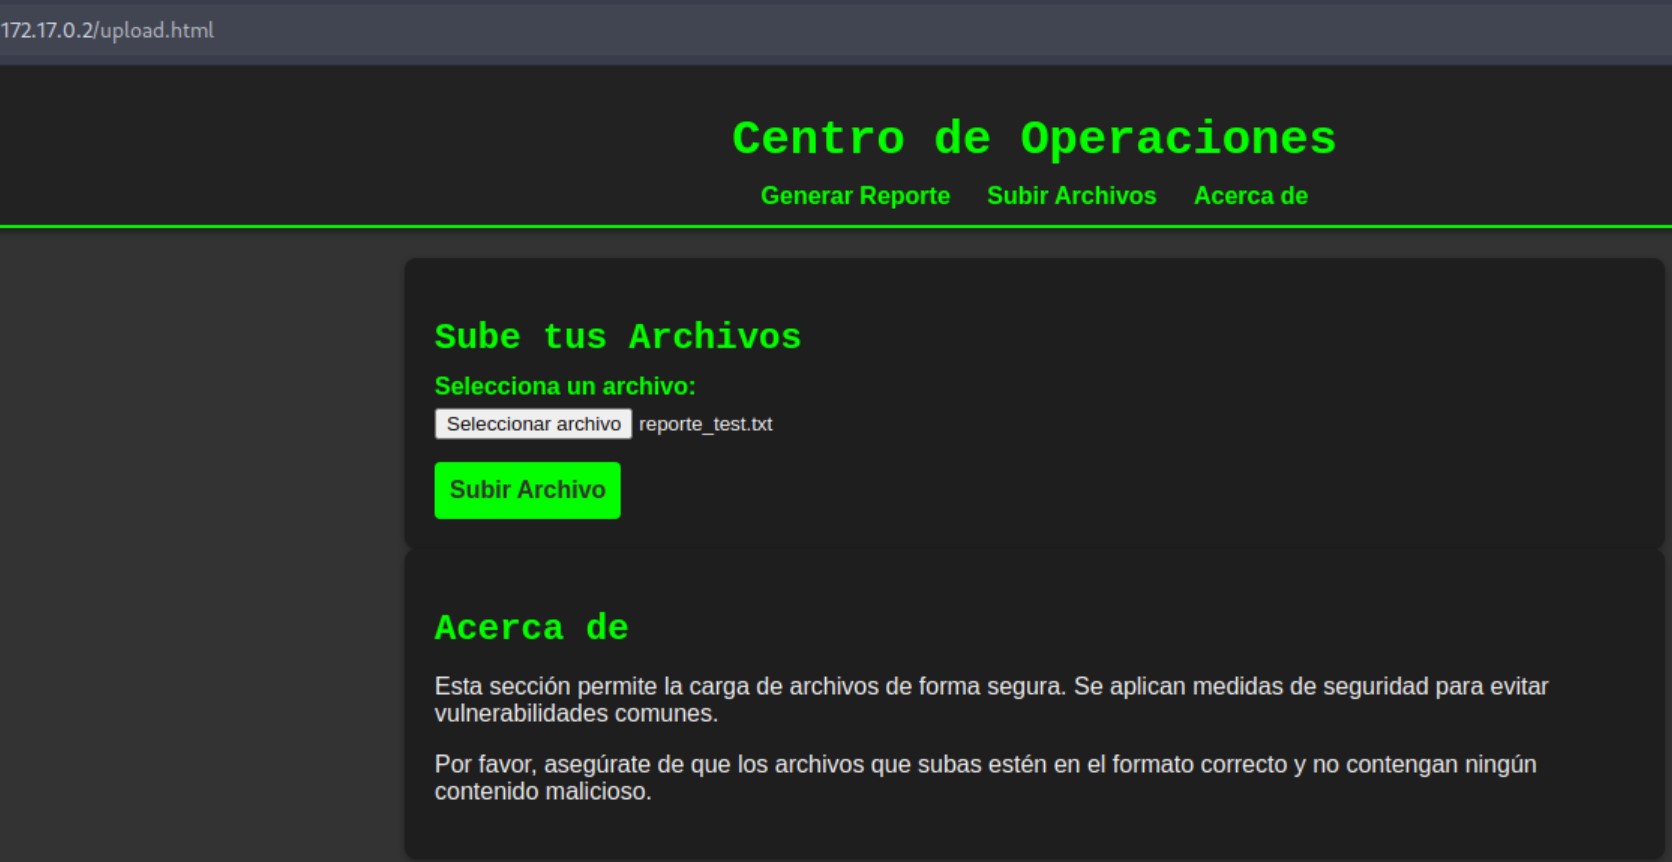 172.17.0.2/upload.html
Centro de Operaciones
Generar Reporte Subir Archivos Acerca de
Sube tus Archivos
Selecciona un archivo:
Seleccionar archivo reporte_test.txt
Subir Archivo
Acerca de
Esta sección permite la carga de archivos de forma segura. Se aplican medidas de seguridad para evitar
vulnerabilidades comunes.
Por favor, asegúrate de que los archivos que subas estén en el formato correcto y no contengan ningún
contenido malicioso.